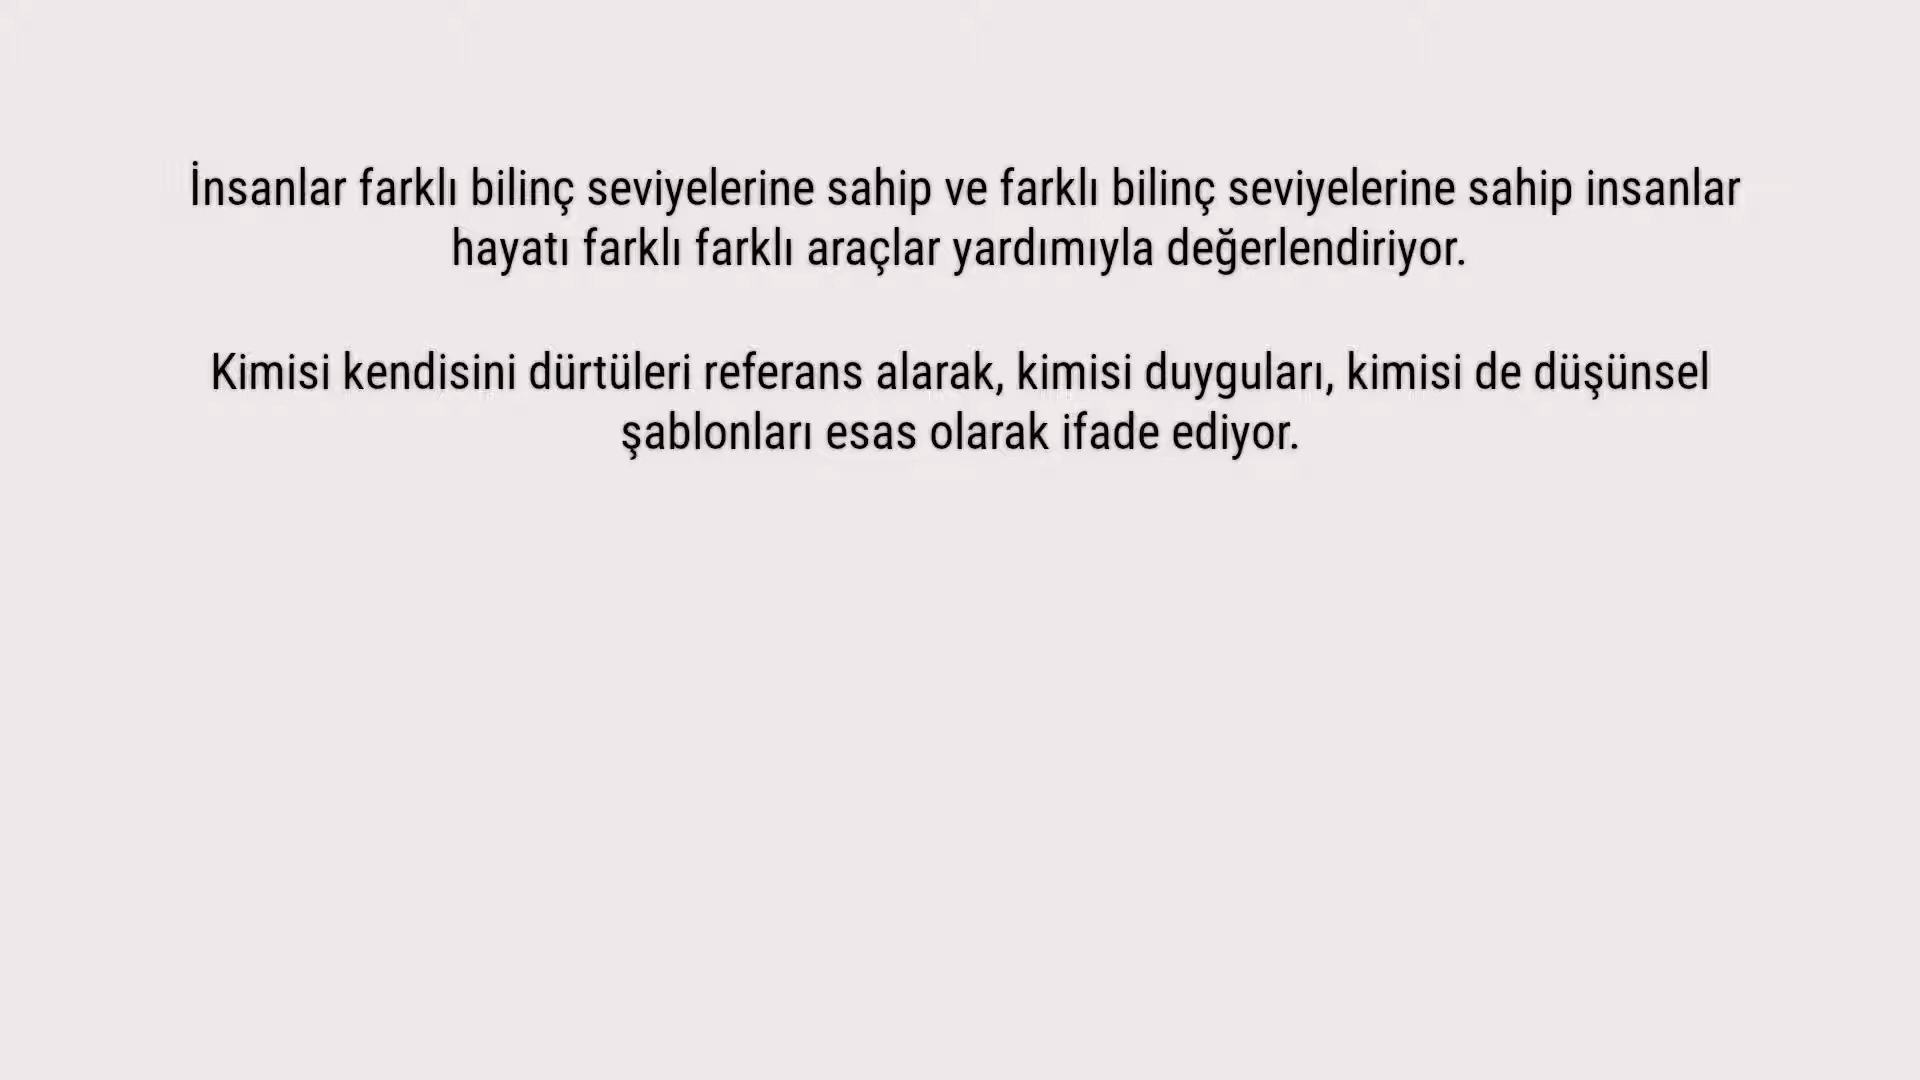 İnsanlar farklı bilinç seviyelerine sahip ve farklı bilinç seviyelerine sahip insanlar
hayatı farklı farklı araçlar yardımıyla değerlendiriyor.
Kimisi kendisini dürtüleri referans alarak, kimisi duyguları, kimisi de düşünsel
şablonları esas olarak ifade ediyor.